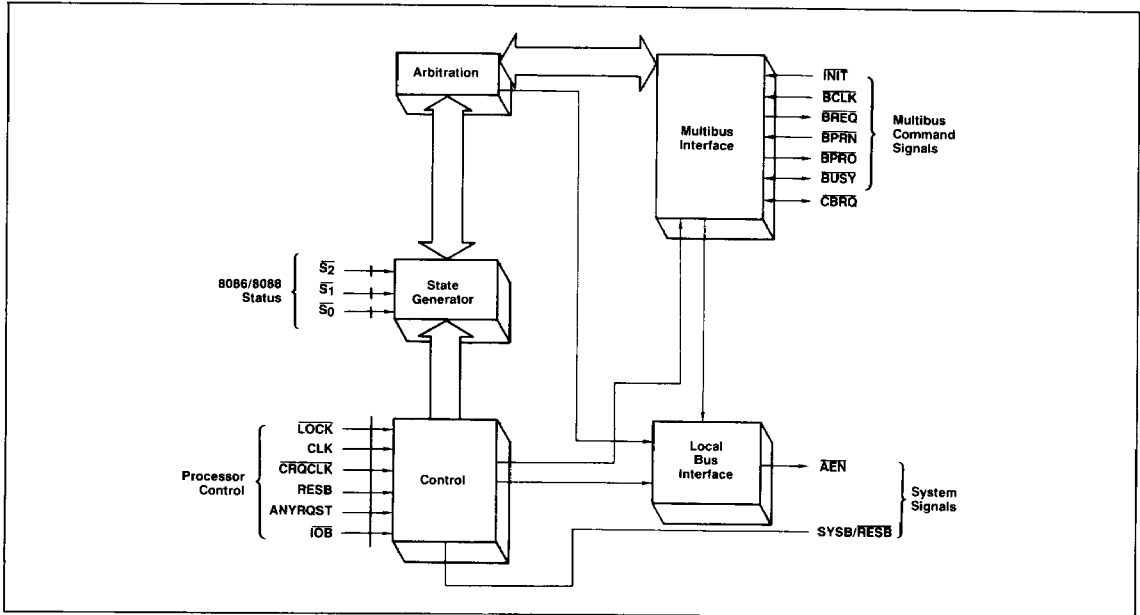 Arbitration
Multibus
Interface
INIT
BCLK
BREQ
BPRN
BPRO
BUSY
CBRQ
Multibus
Command
Signals
8086/8088
Status
S2
S1
S0
State
Generator
Processor
Control
LOCK
CLK
CRQCLK
RESB
ANYRQST
IOB
Control
Local
Bus
Interface
AEN
SYSB/RESB
System
Signals